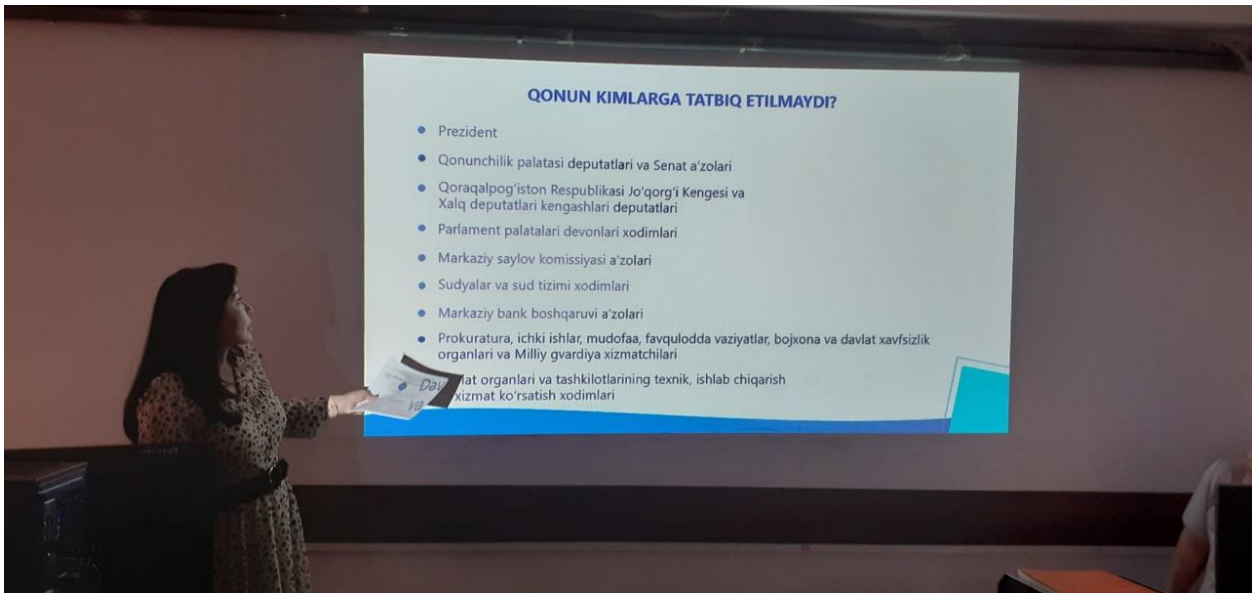 QONUN KIMLARGA TATBIQ ETILMAYDI?
• Prezident
• Qonunchilik palatasi deputatlari va Senat a'zolari
• Qoraqalpog'iston Respublikasi Jo'qorg'i Kengesi va
Xalq deputatlari kengashlari deputatlari
• Parlament palatalari devonlari xodimlari
• Markaziy saylov komissiyasi a'zolari
• Sudyalar va sud tizimi xodimlari
• Markaziy bank boshqaruvi a'zolari
• Prokuratura, ichki ishlar, mudofaa, favqulodda vaziyatlar, bojxona va davlat xavfsizlik
organlari va Milliy gvardiya xizmatchilari
• Davlat organlari va tashkilotlarining texnik, ishlab chiqarish
va xizmat ko'rsatish xodimlari